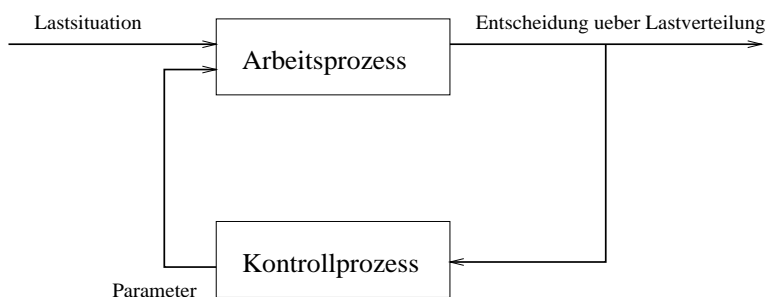 Lastsituation
Entscheidung ueber Lastverteilung
Arbeitsprozess
Kontrollprozess
Parameter